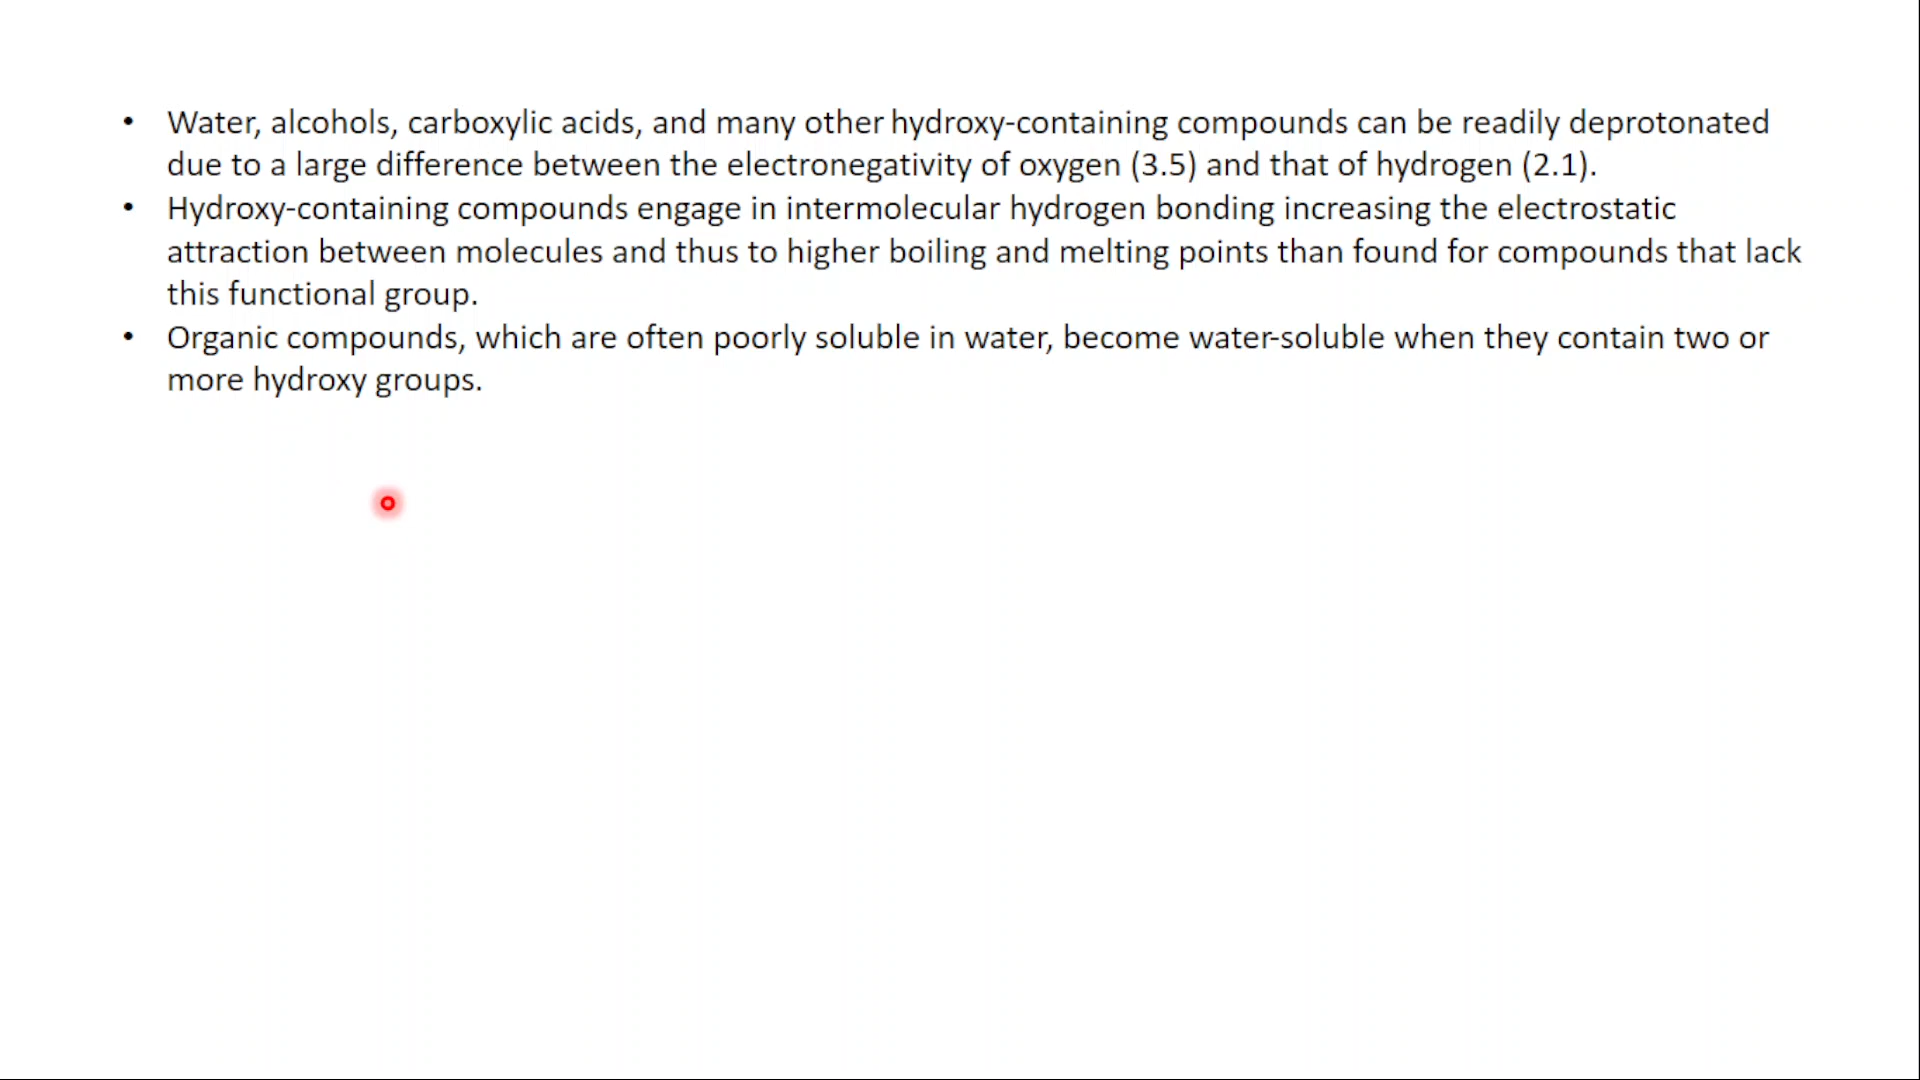 • Water, alcohols, carboxylic acids, and many other hydroxy-containing compounds can be readily deprotonated
due to a large difference between the electronegativity of oxygen (3.5) and that of hydrogen (2.1).
• Hydroxy-containing compounds engage in intermolecular hydrogen bonding increasing the electrostatic
attraction between molecules and thus to higher boiling and melting points than found for compounds that lack
this functional group.
• Organic compounds, which are often poorly soluble in water, become water-soluble when they contain two or
more hydroxy groups.